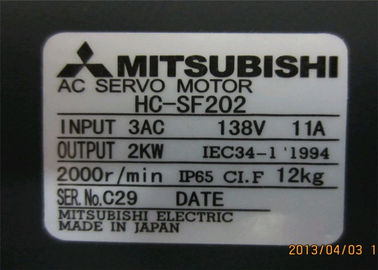 MITSUBISHI
AC SERVO MOTOR
HC-SF202
INPUT 3AC 138V 11A
OUTPUT 2KW IEC34-1 '1994
2000r/min IP65 CI.F 12kg
SER.No.C29 DATE
MITSUBISHI ELECTRIC
MADE IN JAPAN
2013/04/03 1